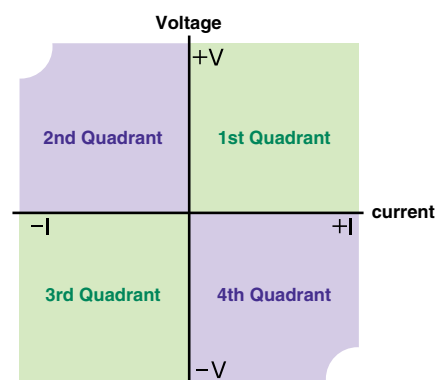 Voltage
+V
2nd Quadrant
1st Quadrant
current
−I
+I
3rd Quadrant
4th Quadrant
−V